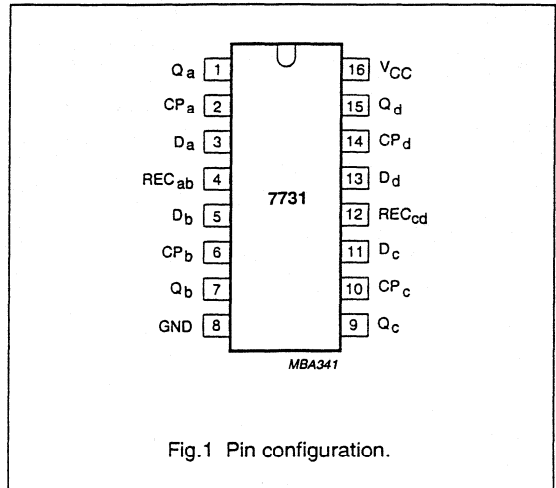 Qa 1 16 VCC
CPa 2 15 Qd
Da 3 14 CPd
RECab 4 13 Dd
7731
Db 5 12 RECcd
CPb 6 11 Dc
Qb 7 10 CPc
GND 8 9 Qc
MBA341
Fig.1 Pin configuration.